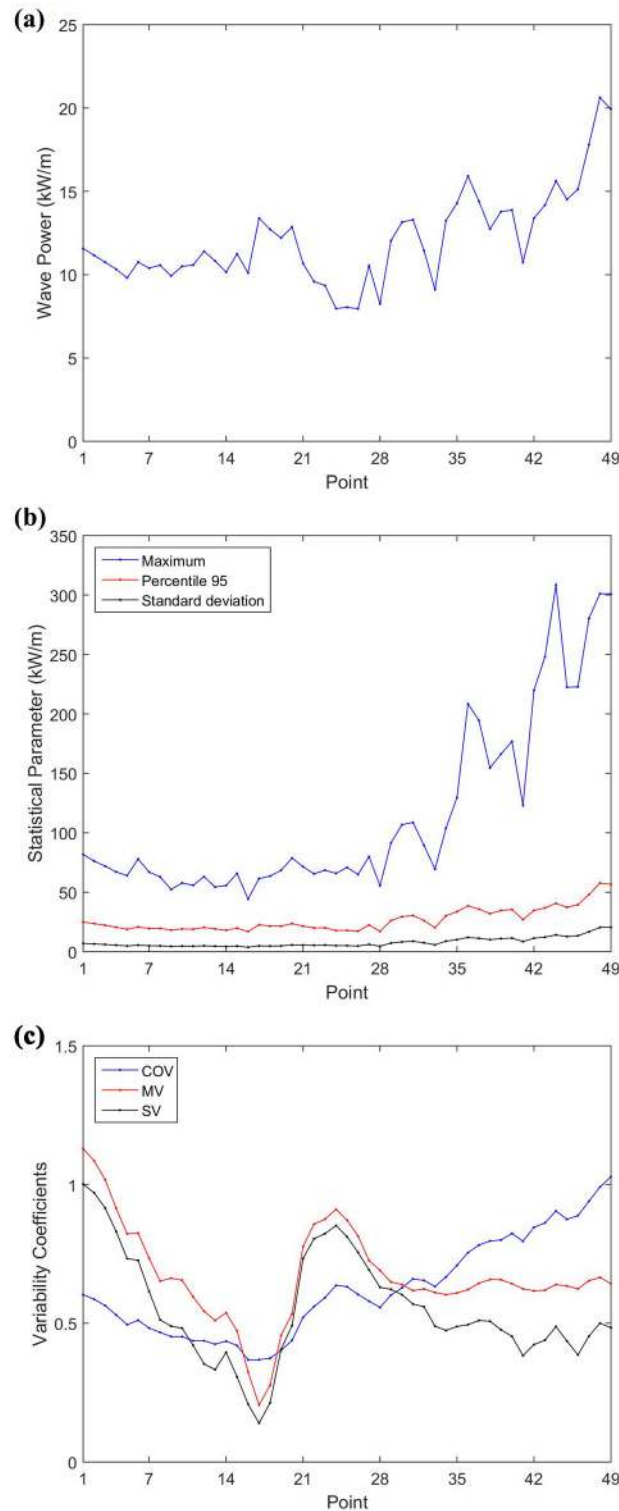 (a)
25
20
15
10
5
0
Wave Power (kW/m)
1 7 14 21 28 35 42 49
Point
(b)
350
300
250
200
150
100
50
0
Statistical Parameter (kW/m)
Maximum
Percentile 95
Standard deviation
1 7 14 21 28 35 42 49
Point
(c)
1.5
1
0.5
0
Variability Coefficients
COV
MV
SV
1 7 14 21 28 35 42 49
Point